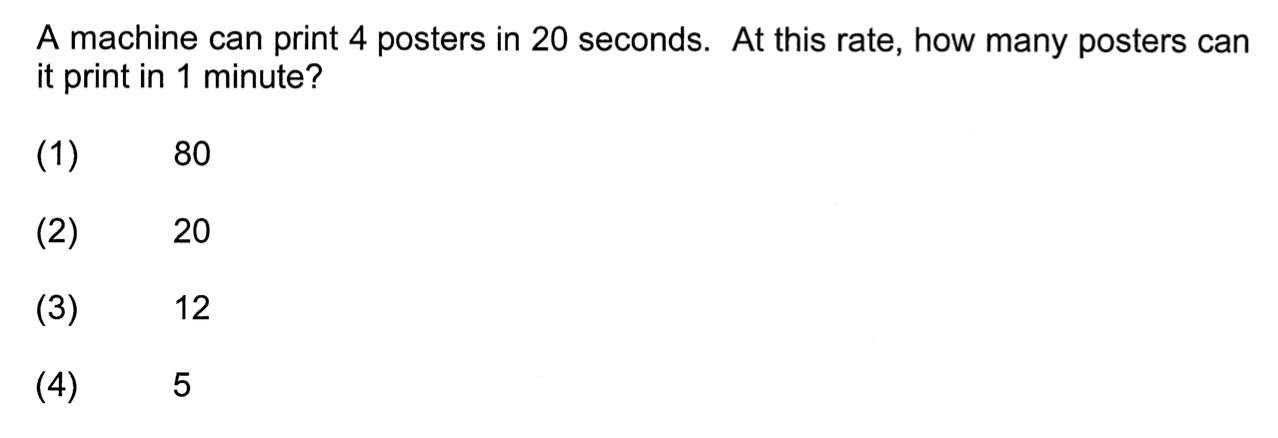 A machine can print 4 posters in 20 seconds. At this rate, how many posters can
it print in 1 minute?
(1) 80
(2) 20
(3) 12
(4) 5